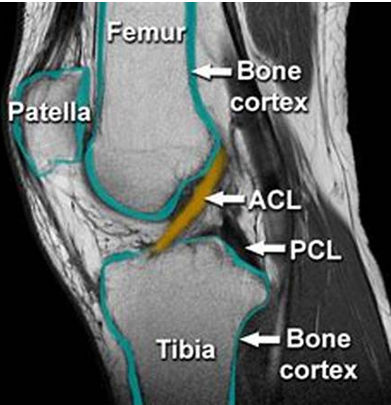 Femur
Bone
cortex
Patella
ACL
PCL
Tibia
Bone
cortex